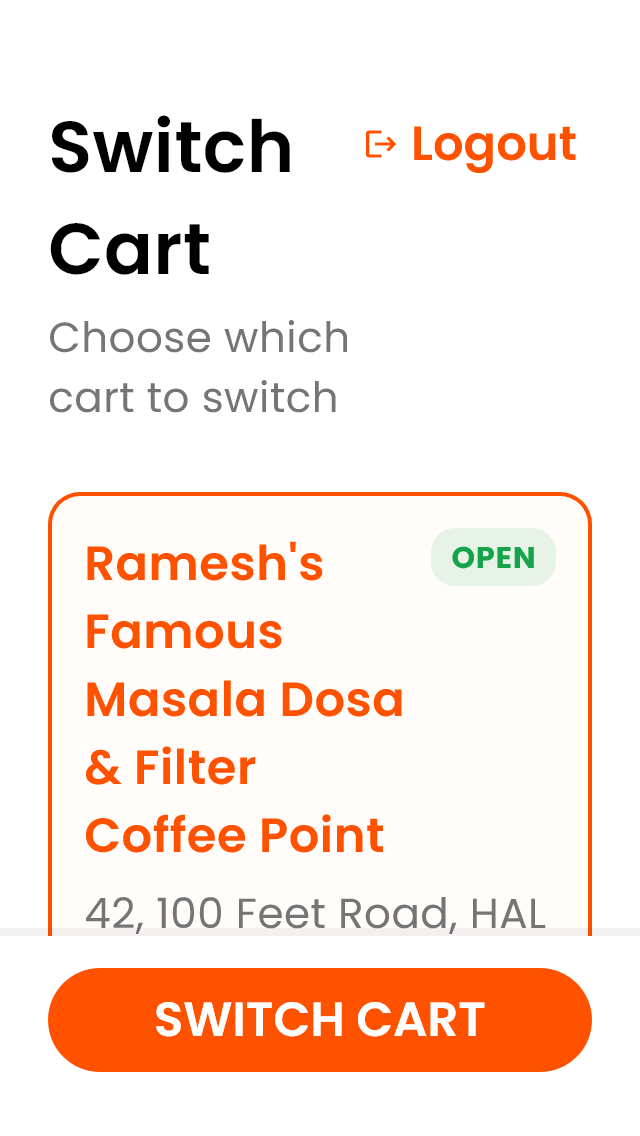 Switch
Cart
Logout
Choose which
cart to switch
Ramesh's
Famous
Masala Dosa
& Filter
Coffee Point
OPEN
42, 100 Feet Road, HAL
SWITCH CART